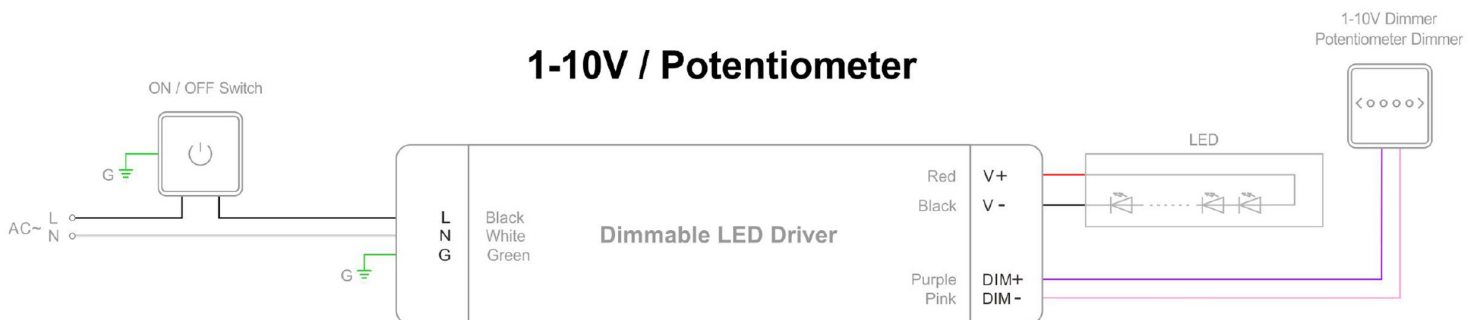 1-10V Dimmer
Potentiometer Dimmer
1-10V / Potentiometer
ON / OFF Switch
LED
G
Red V+
Black V -
L
AC~
N
L Black
N White
G Green
Dimmable LED Driver
G
Purple DIM+
Pink DIM -